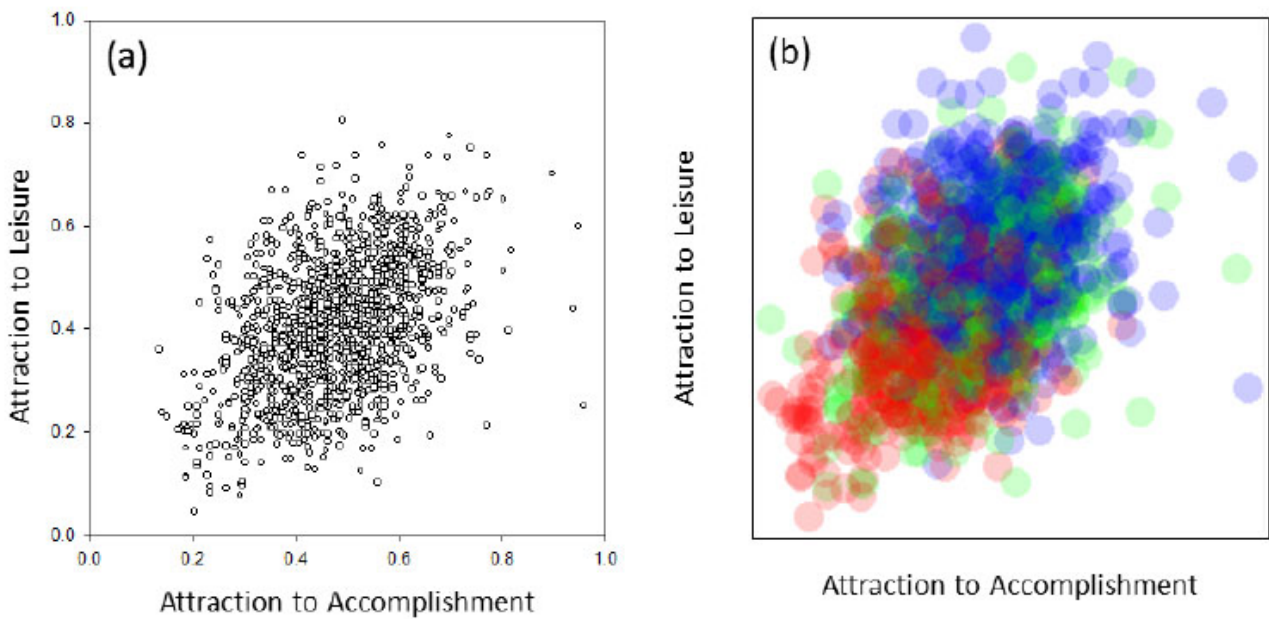 (a)
1.0
0.8
0.6
0.4
0.2
0.0
Attraction to Leisure
0.0 0.2 0.4 0.6 0.8 1.0
Attraction to Accomplishment
(b)
Attraction to Leisure
Attraction to Accomplishment